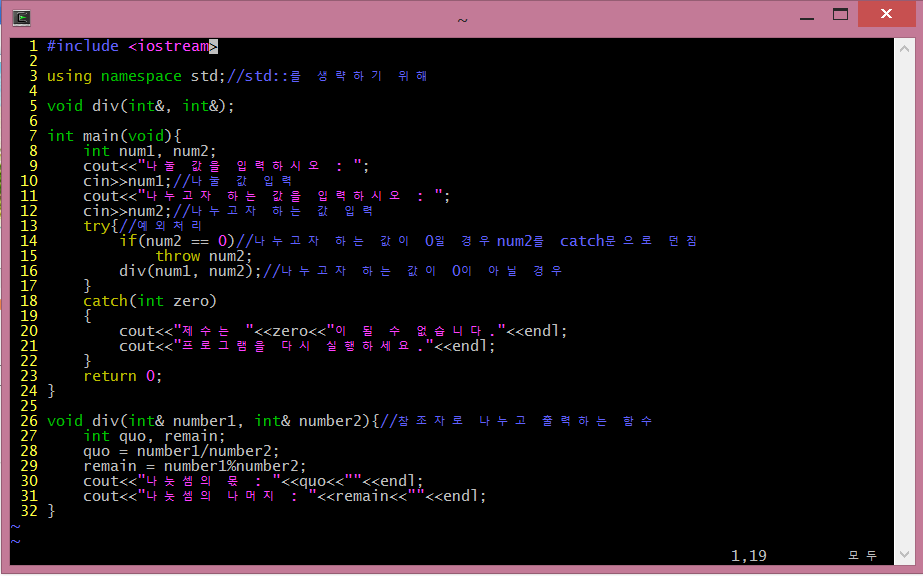 ~
1 #include <iostream>
2
3 using namespace std;//std::를 생략하기 위해
4
5 void div(int&, int&);
6
7 int main(void){
8     int num1, num2;
9     cout<<"나눌 값을 입력하시오 : ";
10     cin>>num1;//나눌 값 입력
11     cout<<"나누고자 하는 값을 입력하시오 : ";
12     cin>>num2;//나누고자 하는 값 입력
13     try{//예외처리
14         if(num2 == 0)//나누고자 하는 값이 0일 경우 num2를 catch문으로 던짐
15             throw num2;
16         div(num1, num2);//나누고자 하는 값이 0이 아닐 경우
17     }
18     catch(int zero)
19     {
20         cout<<"제수는 "<<zero<<"이 될 수 없습니다."<<endl;
21         cout<<"프로그램을 다시 실행하세요."<<endl;
22     }
23     return 0;
24 }
25
26 void div(int& number1, int& number2){//참조자로 나누고 출력하는 함수
27     int quo, remain;
28     quo = number1/number2;
29     remain = number1%number2;
30     cout<<"나눗셈의 몫 : "<<quo<<""<<endl;
31     cout<<"나눗셈의 나머지 : "<<remain<<""<<endl;
32 }
~
~
1,19 모두